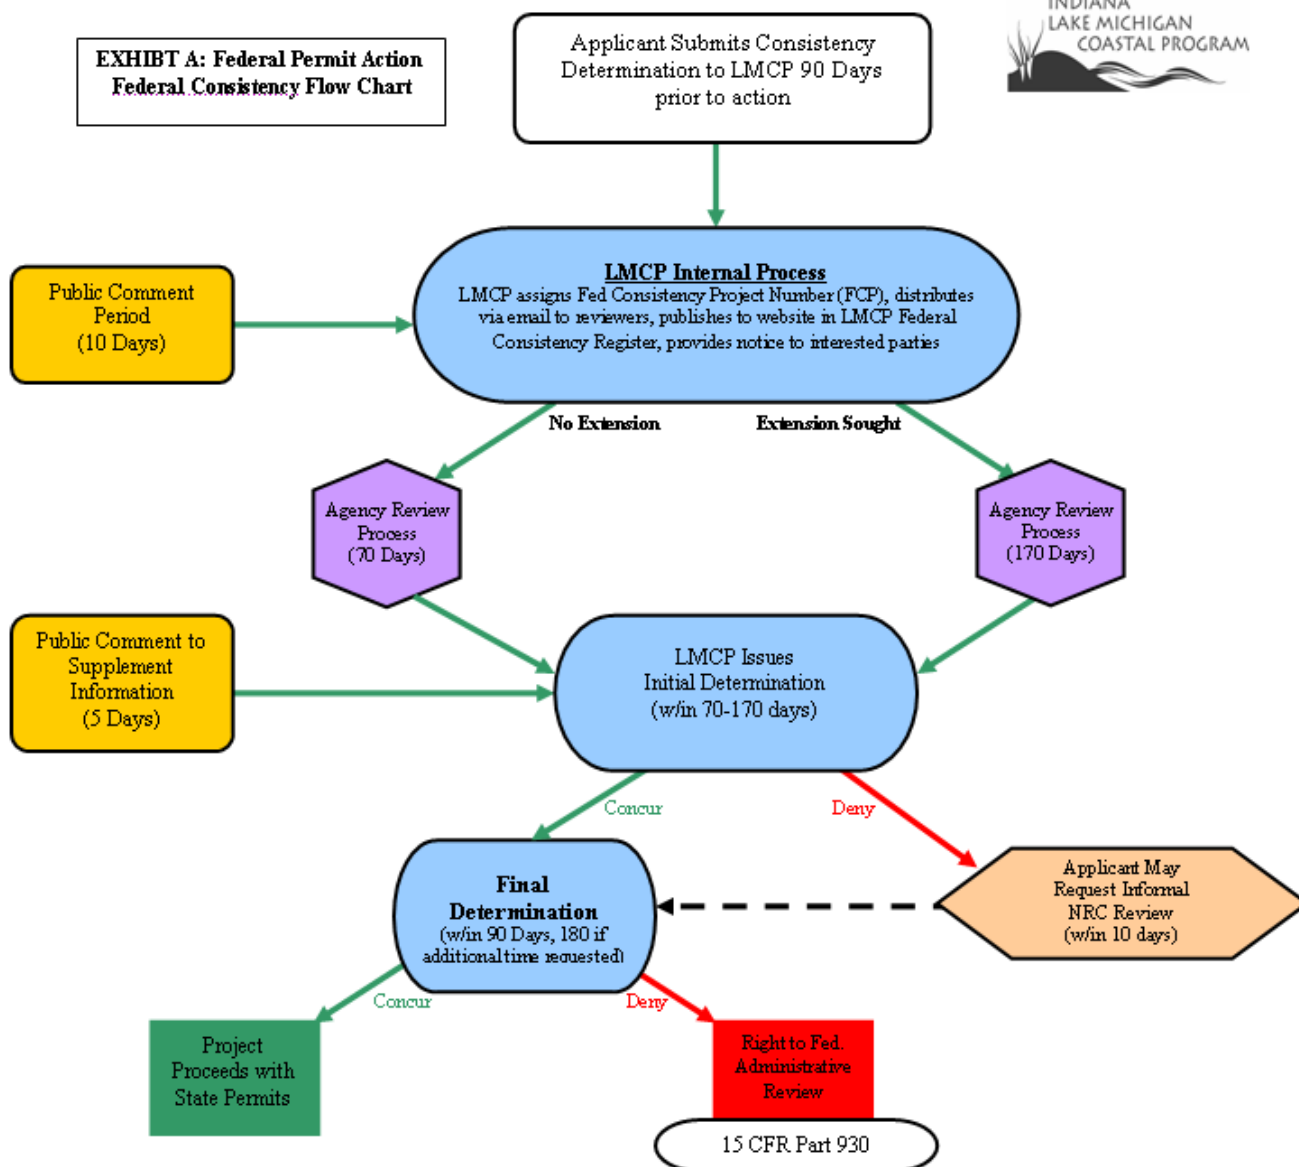 INDIANA
LAKE MICHIGAN
COASTAL PROGRAM
EXHIBT A: Federal Permit Action
Federal Consistency Flow Chart
Applicant Submits Consistency
Determination to LMCP 90 Days
prior to action
LMCP Internal Process
LMCP assigns Fed Consistency Project Number (FCP), distributes
via email to reviewers, publishes to website in LMCP Federal
Consistency Register, provides notice to interested parties
Public Comment
Period
(10 Days)
No Extension
Extension Sought
Agency Review
Process
(70 Days)
Agency Review
Process
(170 Days)
Public Comment to
Supplement
Information
(5 Days)
LMCP Issues
Initial Determination
(w/in 70-170 days)
Concur
Deny
Final
Determination
(w/in 90 Days, 180 if
additional time requested)
Applicant May
Request Informal
NRC Review
(w/in 10 days)
Concur
Deny
Project
Proceeds with
State Permits
Right to Fed.
Administrative
Review
15 CFR Part 930